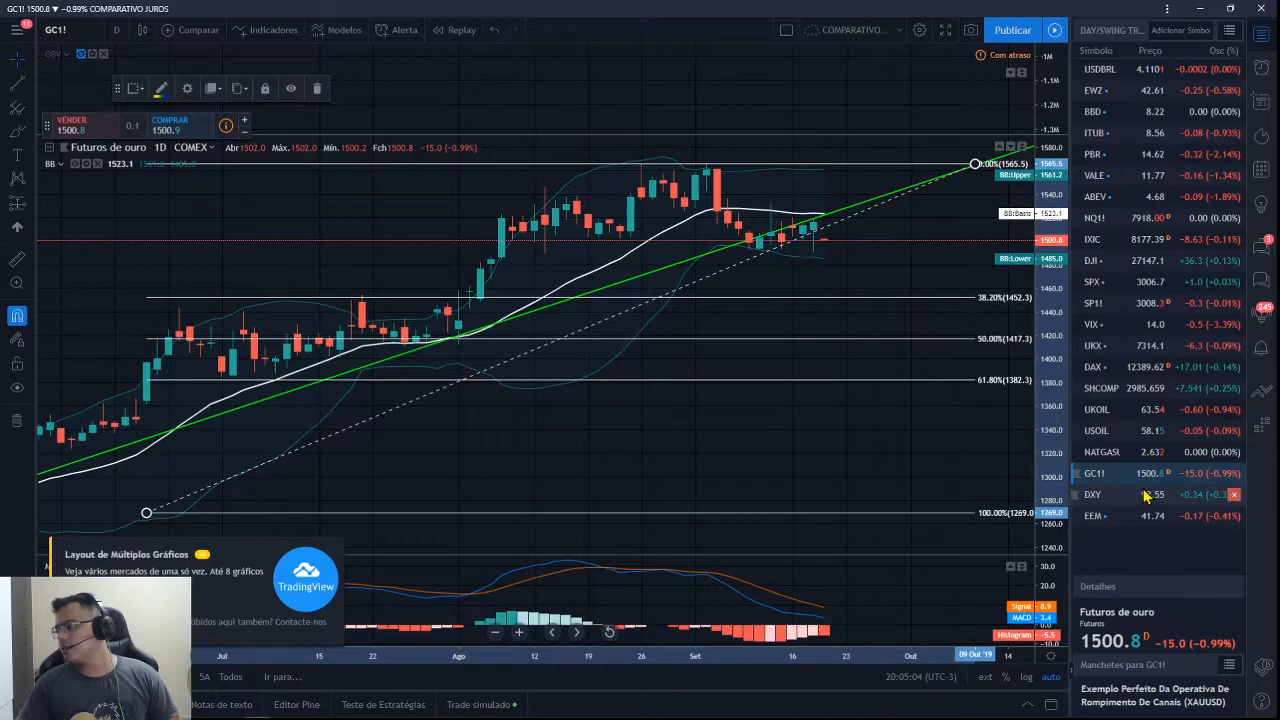 GC1! 1500.8 ▼ −0.99% COMPARATIVO JUROS
11
GC1!
D
Comparar
Indicadores
Modelos
Alerta
Replay
COMPARATIVO...
Publicar
DAY/SWING TR...
Adicionar Símbol
OBV
Com atraso
Símbolo Preço Osc (%)
VENDER
1500.8
0.1
COMPRAR
1500.9
Futuros de ouro 1D COMEX Abr1502.0 Máx.1502.0 Mín.1500.2 Fch1500.8 −15.0 (−0.99%)
BB 1523.1 1561.2 1485.0
-1M
-1.1M
-1.2M
-1.3M
1580.0
1565.5
BB:Upper 1561.2
1540.0
BB:Basis 1523.1
1500.8
BB:Lower 1485.0
1480.0
1460.0
1440.0
1420.0
1400.0
1380.0
1360.0
1340.0
1320.0
1300.0
1280.0
1269.0
1260.0
1240.0
0.00%(1565.5)
38.20%(1452.3)
50.00%(1417.3)
61.80%(1382.3)
100.00%(1269.0
30.0
20.0
Signal 8.9
MACD 3.4
0.0
Histogram −5.5
−10.0
USDBRL 4.1101 −0.0002 (0.00%)
EWZ 42.61 −0.25 (−0.58%)
BBD 8.22 0.00 (0.00%)
ITUB 8.56 −0.08 (−0.93%)
PBR 14.62 −0.32 (−2.14%)
VALE 11.77 −0.16 (−1.34%)
ABEV 4.68 −0.09 (−1.89%)
NQ1! 7918.00 D 0.00 (0.00%)
IXIC 8177.39 D −8.63 (−0.11%)
DJI 27147.1 +36.3 (+0.13%)
SPX 3006.7 +1.0 (+0.03%)
SP1! 3008.3 D −0.3 (−0.01%)
VIX 14.0 −0.5 (−3.39%)
UKX 7314.1 −6.3 (−0.09%)
DAX 12389.62 D +17.01 (+0.14%)
SHCOMP 2985.659 +7.541 (+0.25%)
UKOIL 63.54 −0.60 (−0.94%)
USOIL 58.15 −0.05 (−0.09%)
NATGASU 2.632 0.000 (0.00%)
GC1! 1500.8 D −15.0 (−0.99%)
DXY .55 +0.34 (+0.3
EEM 41.74 −0.17 (−0.41%)
3
245
Detalhes
Futuros de ouro
Futuros
1500.8 D −15.0 (−0.99%)
Manchetes para GC1!
Exemplo Perfeito Da Operativa De
Rompimento De Canais (XAUUSD)
Layout de Múltiplos Gráficos
Veja vários mercados de uma só vez. Até 8 gráficos
ibidos aqui também? Contacte-nos
TradingView
Jul 15 22 Ago 12 19 26 Set 16 23 Out 09 Out '19 14
5A Todos Ir para...
20:05:04 (UTC-3) ext % log auto
Notas de texto Editor Pine Teste de Estratégias Trade simulado